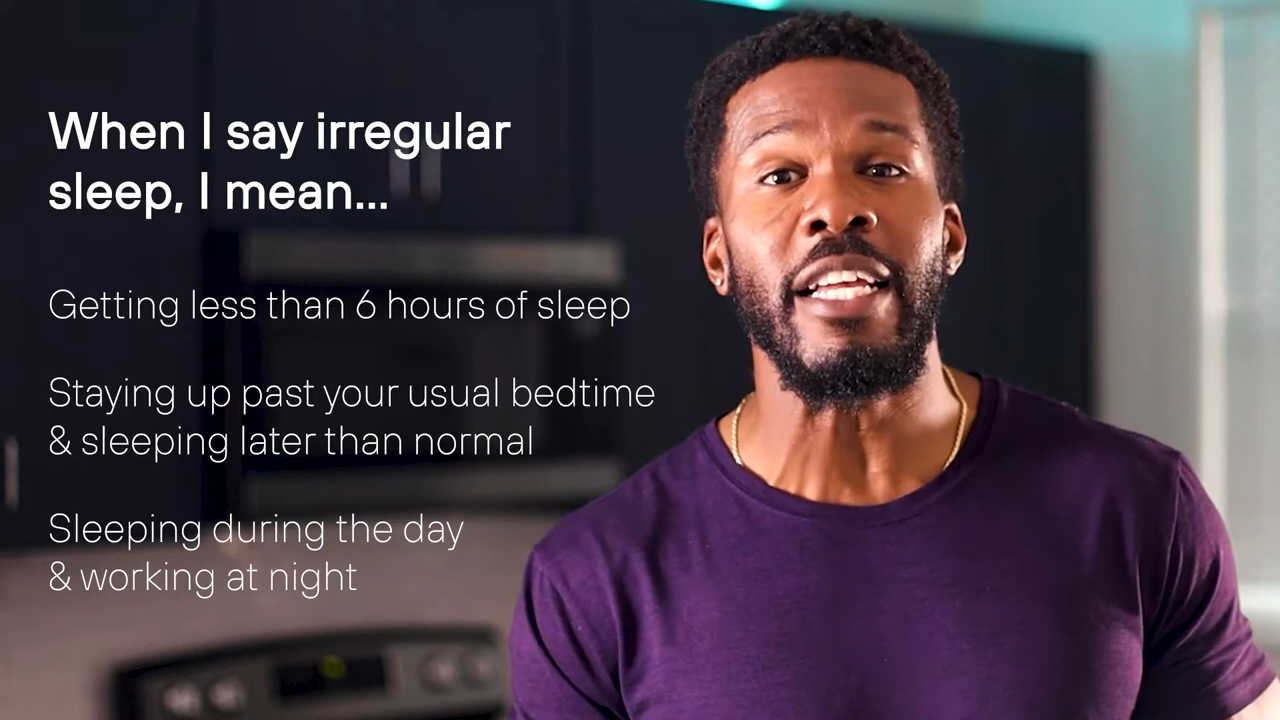 When I say irregular
sleep, I mean...
Getting less than 6 hours of sleep
Staying up past your usual bedtime
& sleeping later than normal
Sleeping during the day
& working at night